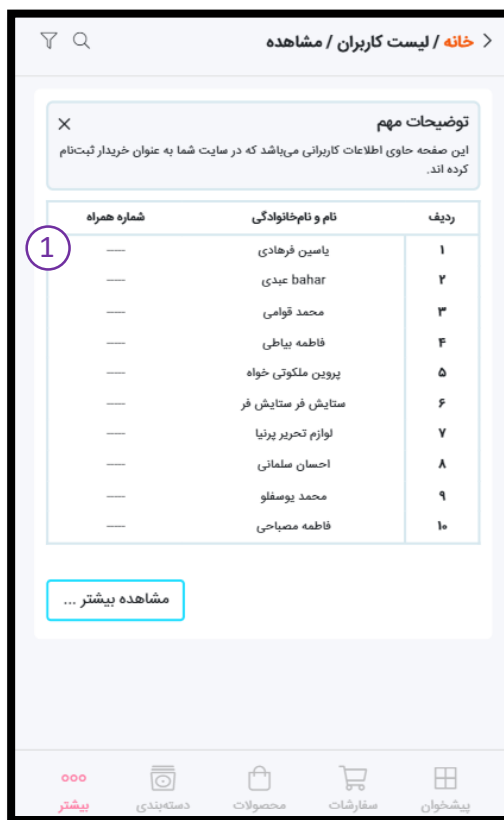 خانه / لیست کاربران / مشاهده
توضیحات مهم
این صفحه حاوی اطلاعات کاربرانی می‌باشد که در سایت شما به عنوان خریدار ثبت‌نام
کرده اند.
ردیف نام و نام‌خانوادگی شماره همراه
۱ یاسین فرهادی -----
1
۲ bahar عبدی -----
۳ محمد قوامی -----
۴ فاطمه بیاطی -----
۵ پروین ملکوتی خواه -----
۶ ستایش فر ستایش فر -----
۷ لوازم تحریر پرنیا -----
۸ احسان سلمانی -----
۹ محمد یوسفلو -----
۱۰ فاطمه مصباحی -----
مشاهده بیشتر ...
پیشخوان سفارشات محصولات دسته‌بندی بیشتر